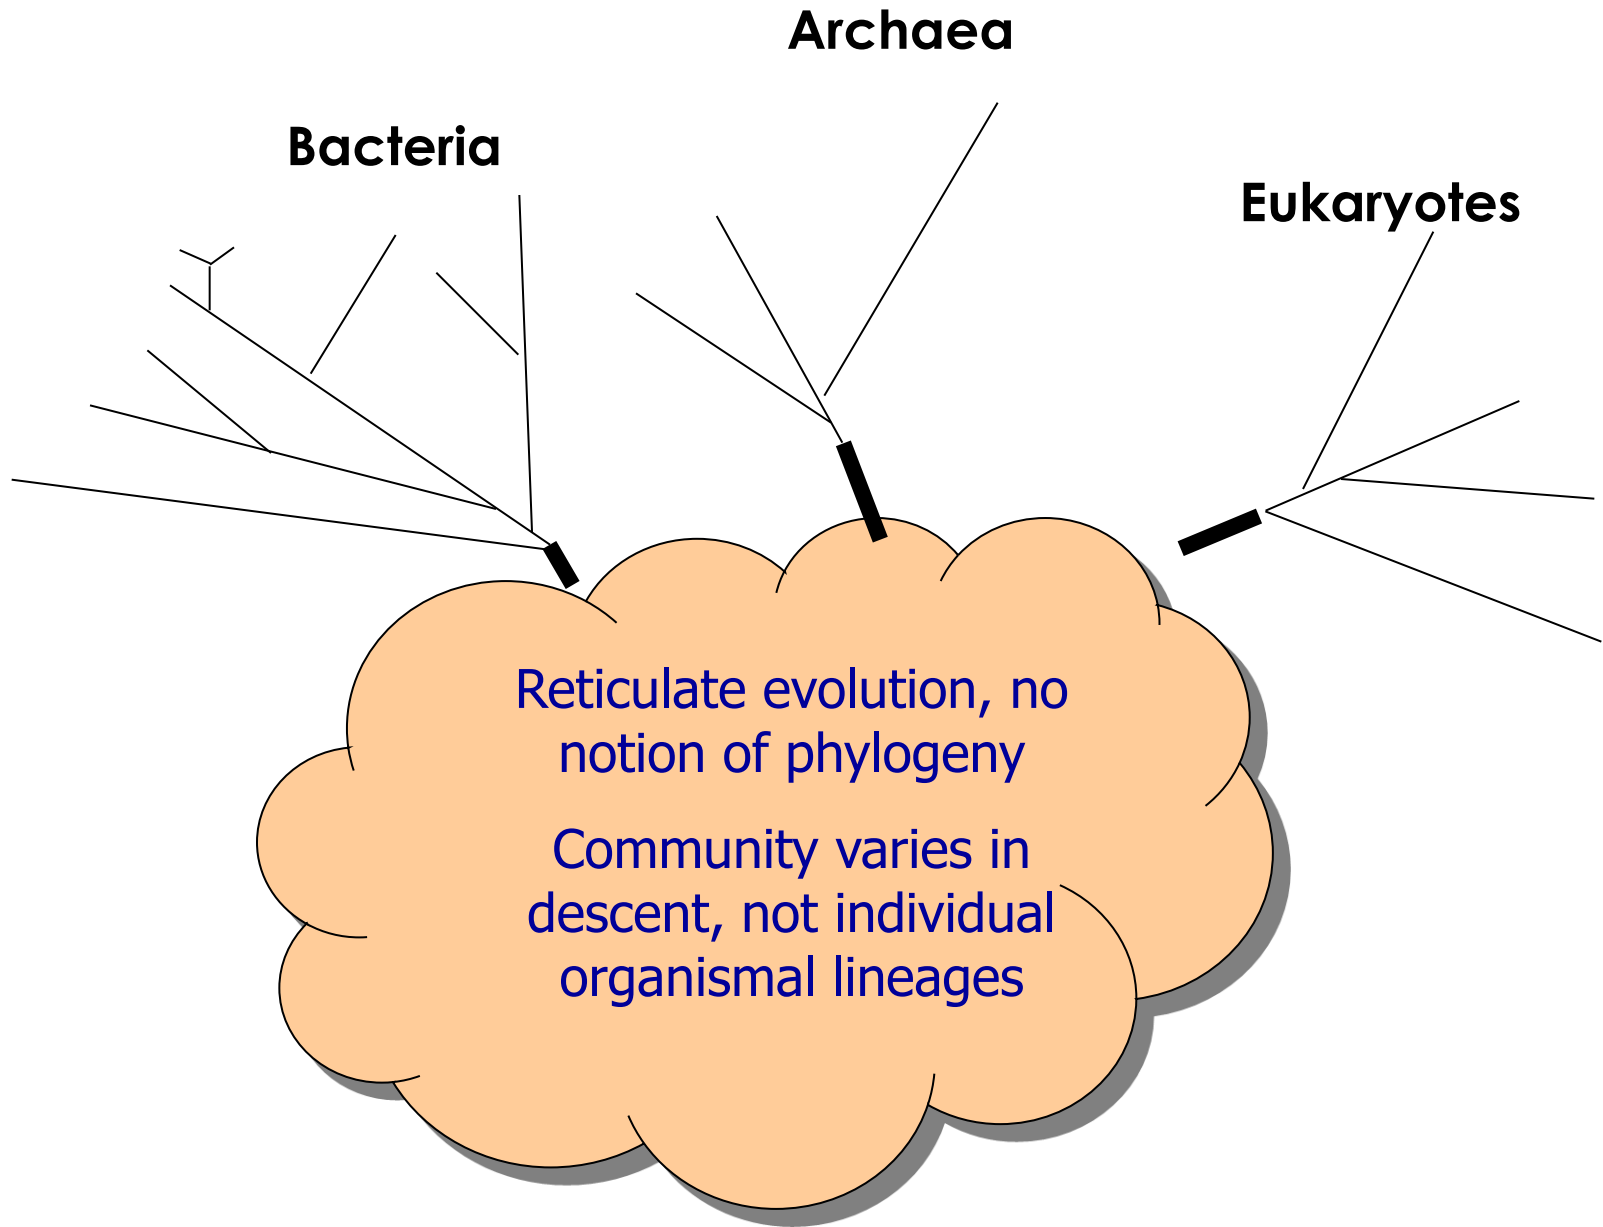 Archaea
Bacteria
Eukaryotes
Reticulate evolution, no
notion of phylogeny
Community varies in
descent, not individual
organismal lineages